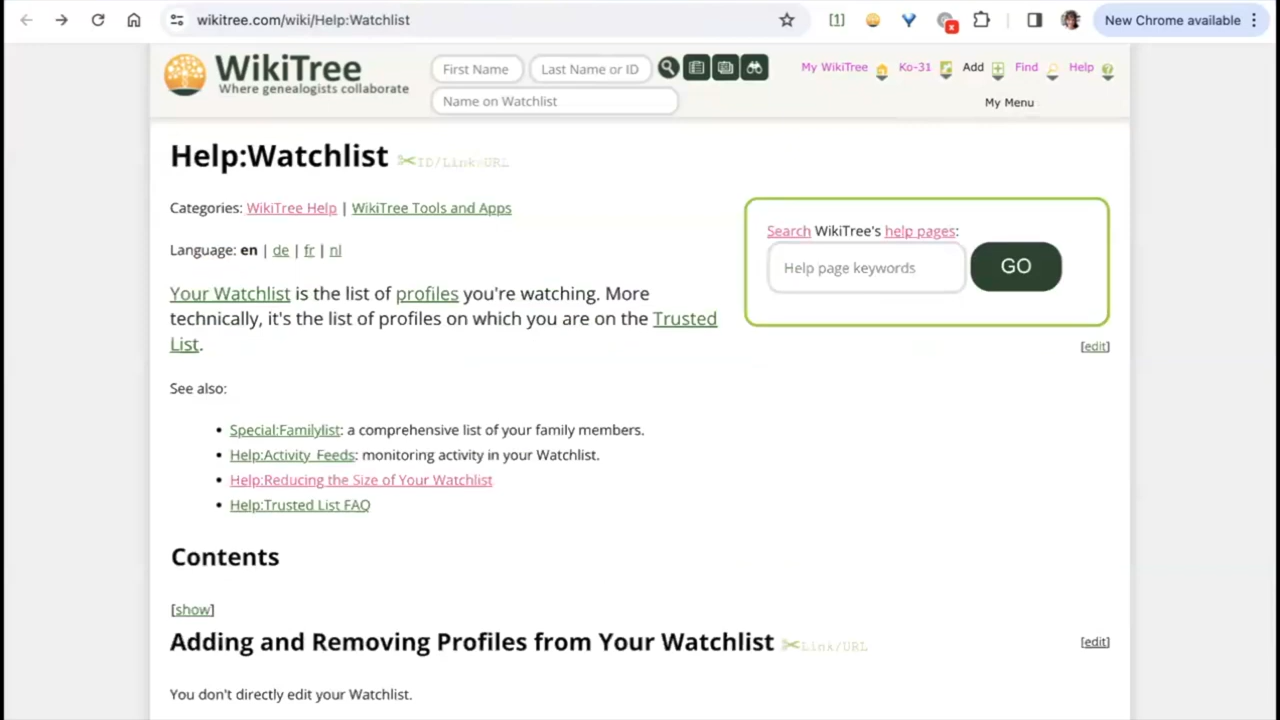 wikitree.com/wiki/Help:Watchlist
[1]
New Chrome available
WikiTree
Where genealogists collaborate
First Name
Last Name or ID
Name on Watchlist
My WikiTree
Ko-31
Add
Find
Help
My Menu
Help:Watchlist ID/Link/URL
Categories: WikiTree Help | WikiTree Tools and Apps
Language: en | de | fr | nl
Search WikiTree's help pages:
Help page keywords
GO
Your Watchlist is the list of profiles you're watching. More
technically, it's the list of profiles on which you are on the Trusted
List.
[edit]
See also:
• Special:Familylist: a comprehensive list of your family members.
• Help:Activity Feeds: monitoring activity in your Watchlist.
• Help:Reducing the Size of Your Watchlist
• Help:Trusted List FAQ
Contents
[show]
Adding and Removing Profiles from Your Watchlist Link/URL
[edit]
You don't directly edit your Watchlist.